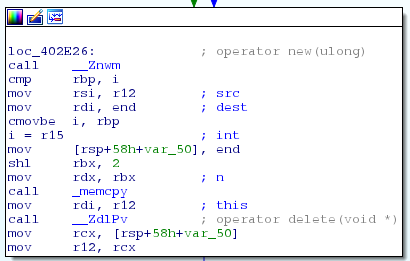 loc_402E26: ; operator new(ulong)
call __Znwm
cmp rbp, i
mov rsi, r12 ; src
mov rdi, end ; dest
cmovbe i, rbp
i = r15 ; int
mov [rsp+58h+var_50], end
shl rbx, 2
mov rdx, rbx ; n
call _memcpy
mov rdi, r12 ; this
call __ZdlPv ; operator delete(void *)
mov rcx, [rsp+58h+var_50]
mov r12, rcx